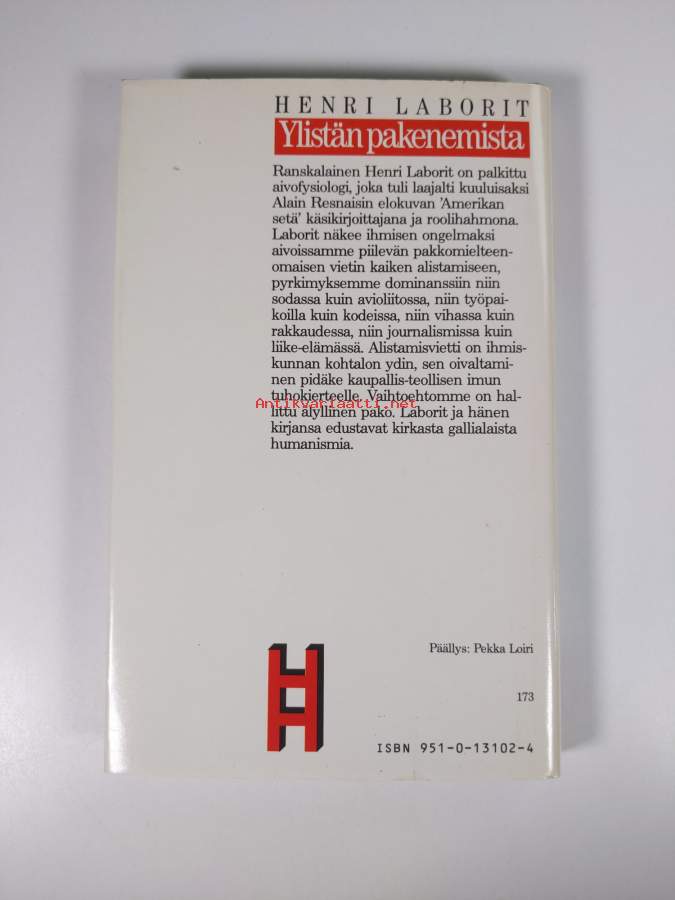 HENRI LABORIT
Ylistän pakenemista
Ranskalainen Henri Laborit on palkittu
aivofysiologi, joka tuli laajalti kuuluisaksi
Alain Resnaisin elokuvan 'Amerikan
setä' käsikirjoittajana ja roolihahmona.
Laborit näkee ihmisen ongelmaksi
aivoissamme piilevän pakkomielteen-
omaisen vietin kaiken alistamiseen,
pyrkimyksemme dominanssiin niin
sodassa kuin avioliitossa, niin työpai-
koilla kuin kodeissa, niin vihassa kuin
rakkaudessa, niin journalismissa kuin
liike-elämässä. Alistamisvietti on ihmis-
kunnan kohtalon ydin, sen oivaltami-
nen pidäke kaupallis-teollisen imun
tuhokierteelle. Vaihtoehtomme on hal-
Antikvariaatti.net
littu älyllinen pako. Laborit ja hänen
kirjansa edustavat kirkasta gallialaista
humanismia.
Päällys: Pekka Loiri
173
ISBN 951-0-13102-4